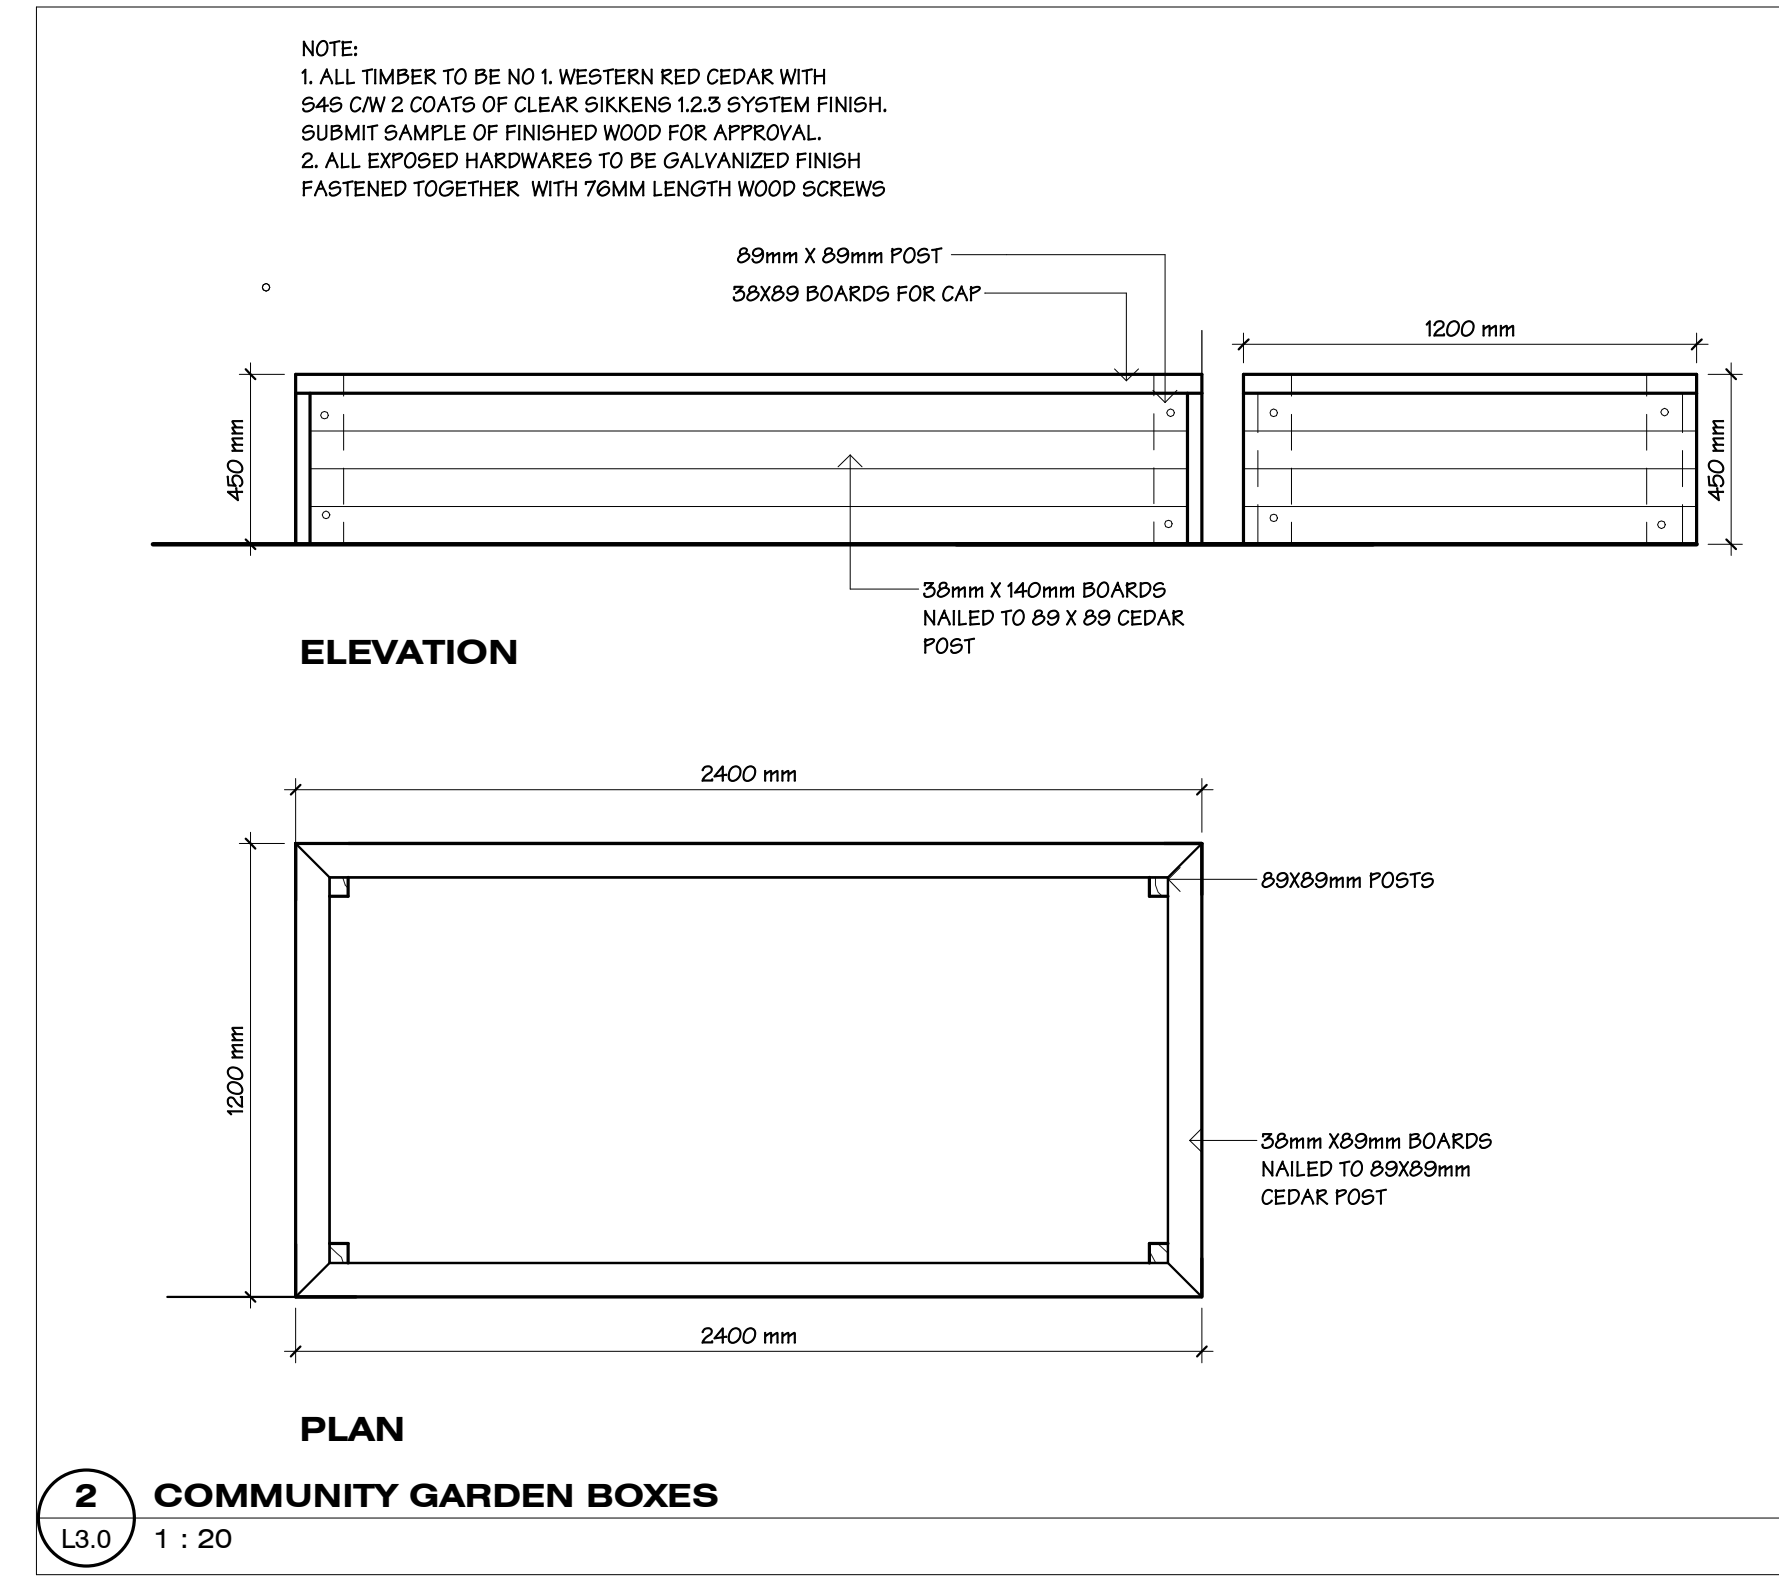 NOTE:
1. ALL TIMBER TO BE NO 1. WESTERN RED CEDAR WITH
S4S C/W 2 COATS OF CLEAR SIKKENS 1.2.3 SYSTEM FINISH.
SUBMIT SAMPLE OF FINISHED WOOD FOR APPROVAL.
2. ALL EXPOSED HARDWARES TO BE GALVANIZED FINISH
FASTENED TOGETHER WITH 76MM LENGTH WOOD SCREWS
89mm X 89mm POST
38X89 BOARDS FOR CAP
1200 mm
450 mm
450 mm
38mm X 140mm BOARDS
NAILED TO 89 X 89 CEDAR
POST
ELEVATION
2400 mm
89X89mm POSTS
1200 mm
38mm X89mm BOARDS
NAILED TO 89X89mm
CEDAR POST
2400 mm
PLAN
2
COMMUNITY GARDEN BOXES
L3.0
1 : 20